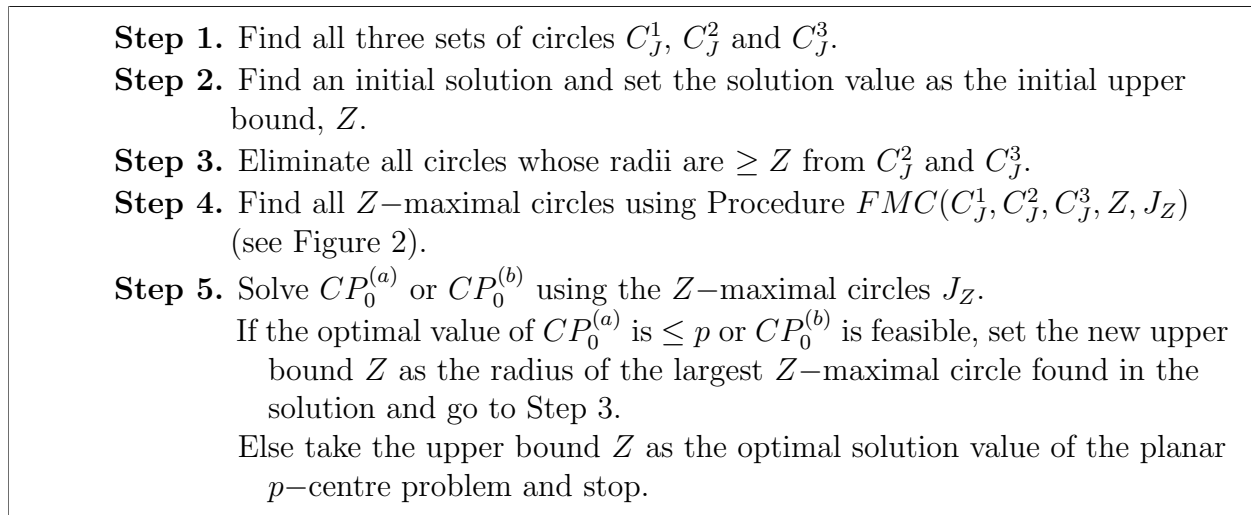 Step 1. Find all three sets of circles $C_J^1$, $C_J^2$ and $C_J^3$.
Step 2. Find an initial solution and set the solution value as the initial upper
bound, $Z$.
Step 3. Eliminate all circles whose radii are $\geq Z$ from $C_J^2$ and $C_J^3$.
Step 4. Find all $Z-$maximal circles using Procedure $FMC(C_J^1, C_J^2, C_J^3, Z, J_Z)$
(see Figure 2).
Step 5. Solve $CP_0^{(a)}$ or $CP_0^{(b)}$ using the $Z-$maximal circles $J_Z$.
If the optimal value of $CP_0^{(a)}$ is $\leq p$ or $CP_0^{(b)}$ is feasible, set the new upper
bound $Z$ as the radius of the largest $Z-$maximal circle found in the
solution and go to Step 3.
Else take the upper bound $Z$ as the optimal solution value of the planar
$p-$centre problem and stop.